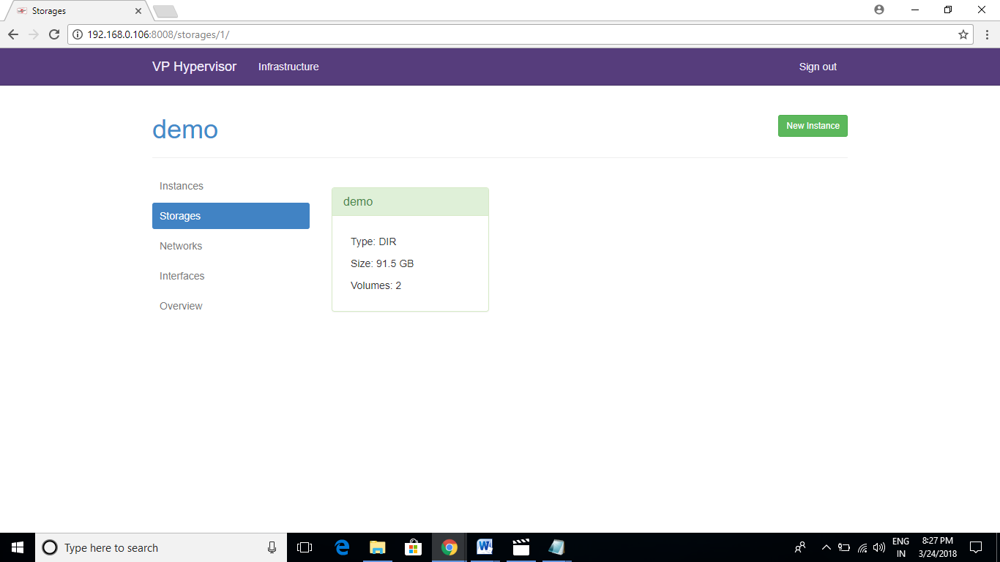 Storages
192.168.0.106:8008/storages/1/
VP Hypervisor Infrastructure Sign out
demo New Instance
Instances
Storages
Networks
Interfaces
Overview
demo
Type: DIR
Size: 91.5 GB
Volumes: 2
Type here to search
ENG
IN
8:27 PM
3/24/2018